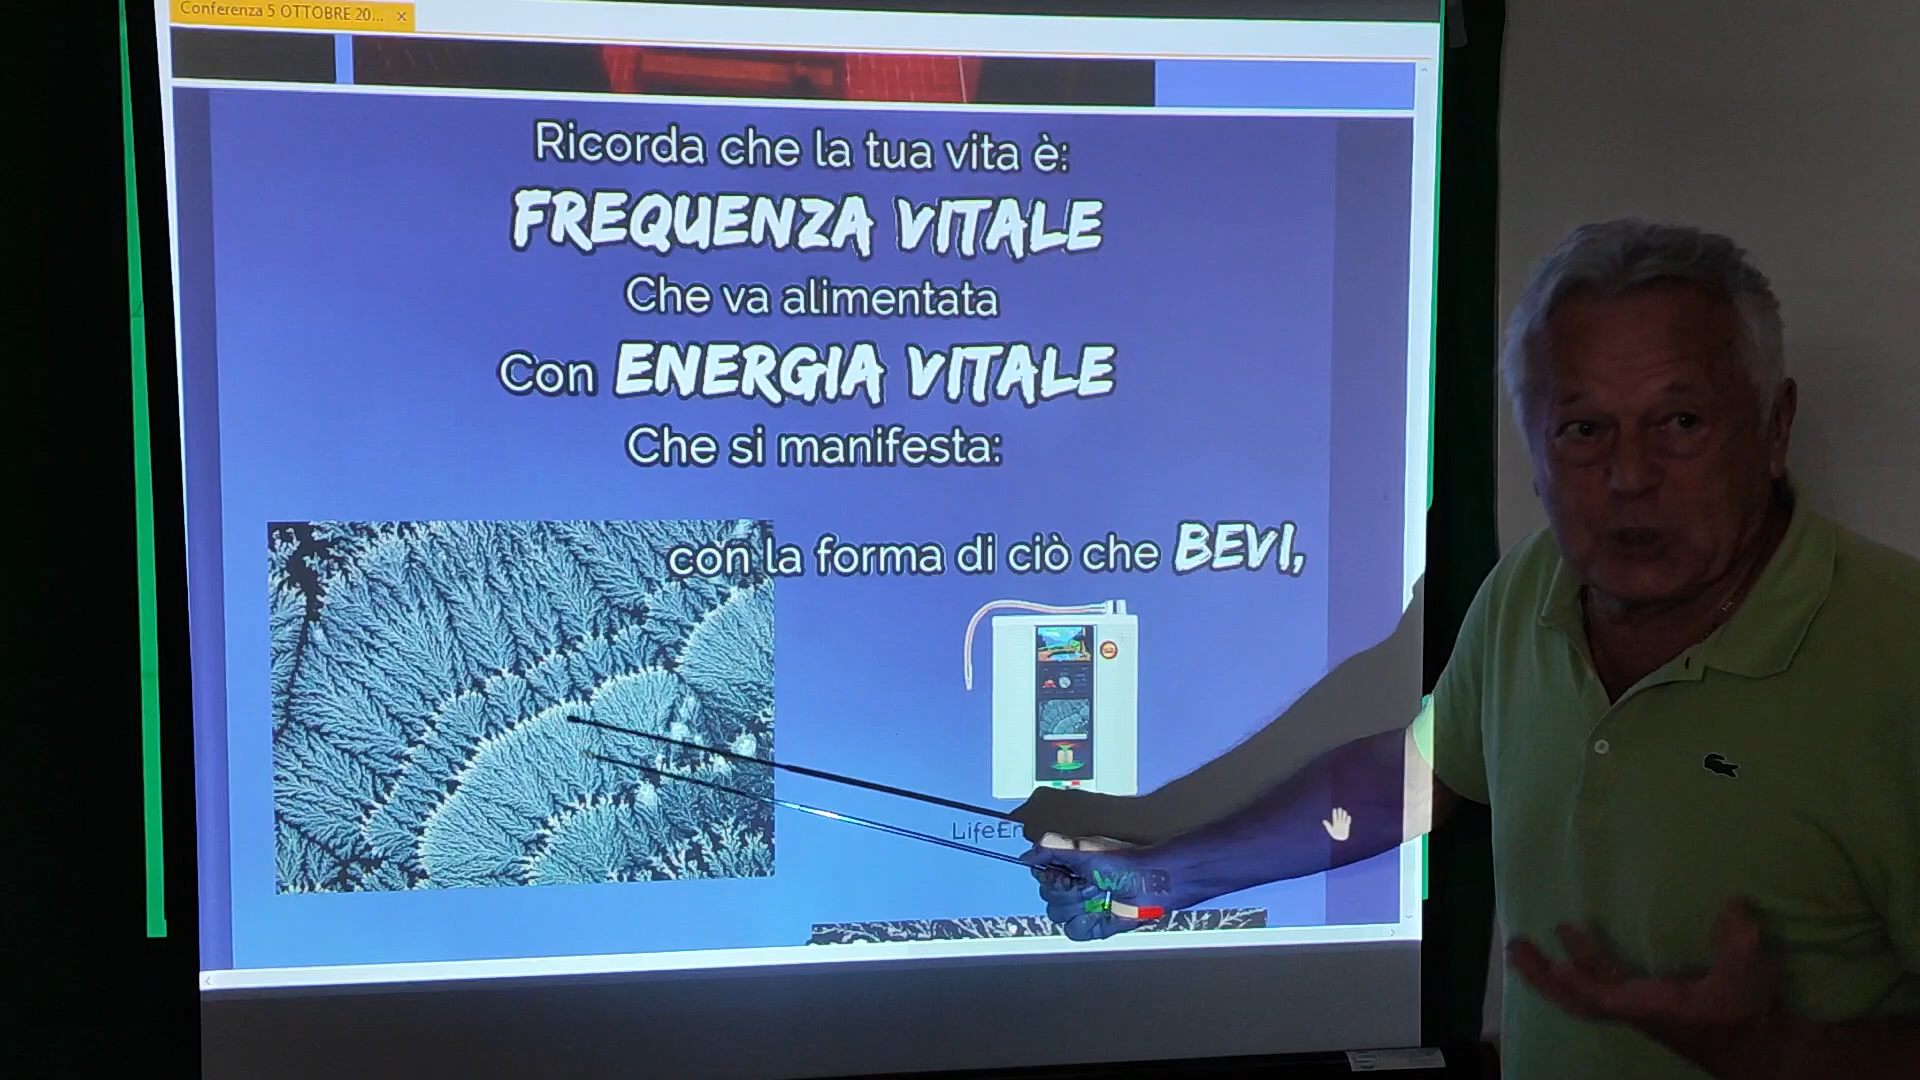 Conferenza 5 OTTOBRE 20...
Ricorda che la tua vita è:
FREQUENZA VITALE
Che va alimentata
Con ENERGIA VITALE
Che si manifesta:
con la forma di ciò che BEVI,
WATER